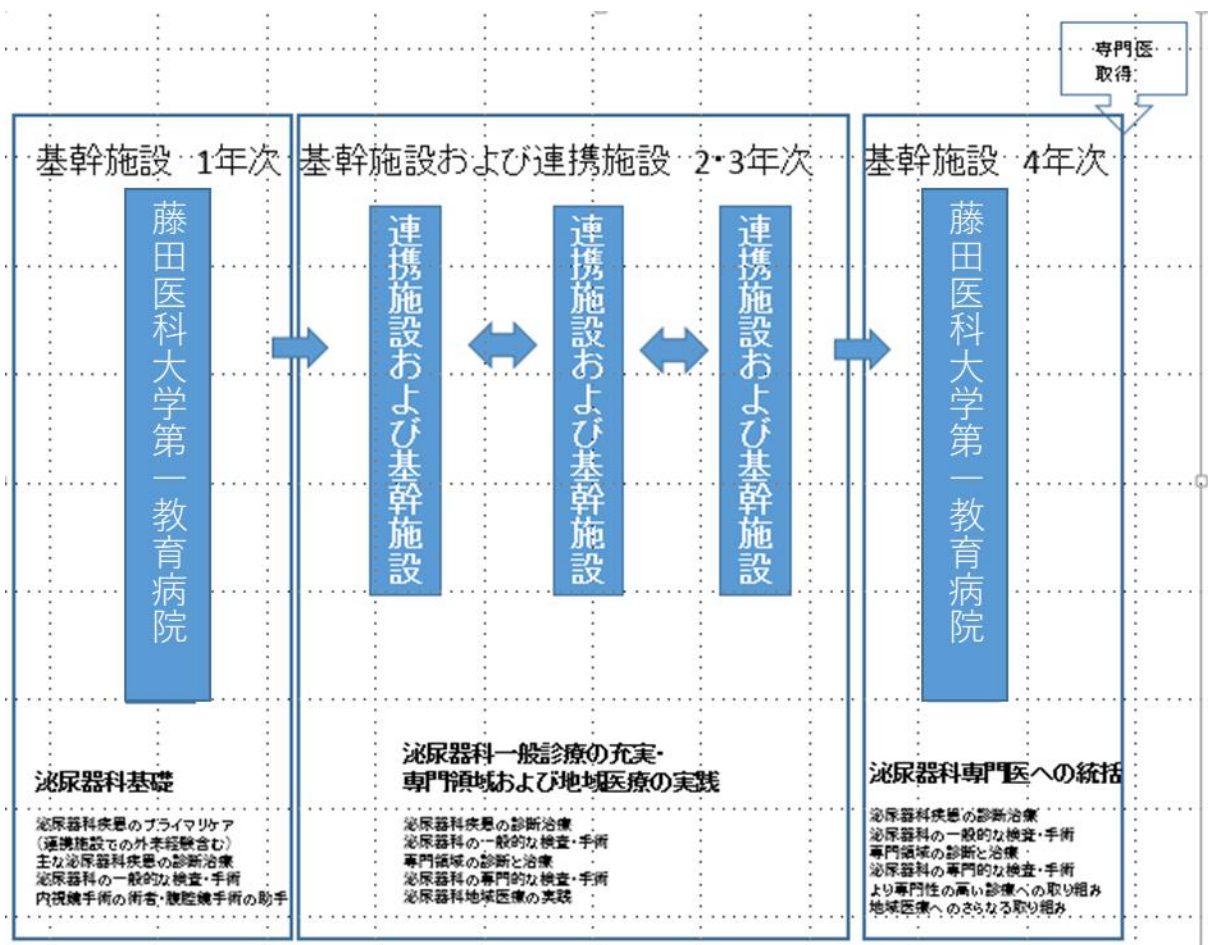 専門医
取得
基幹施設 1年次
藤田医科大学第一教育病院
泌尿器科基礎
泌尿器科疾患のプライマリケア
(連携施設での外来経験含む)
主な泌尿器科疾患の診断治療
泌尿器科の一般的な検査・手術
内視鏡手術の術者・腹腔鏡手術の助手
基幹施設および連携施設 2・3年次
連携施設および基幹施設
連携施設および基幹施設
連携施設および基幹施設
泌尿器科一般診療の充実・
専門領域および地域医療の実践
泌尿器科疾患の診断治療
泌尿器科の一般的な検査・手術
専門領域の診断と治療
泌尿器科の専門的な検査・手術
泌尿器科地域医療の実践
基幹施設 4年次
藤田医科大学第一教育病院
泌尿器科専門医への統括
泌尿器科疾患の診断治療
泌尿器科の一般的な検査・手術
専門領域の診断と治療
泌尿器科の専門的な検査・手術
より専門性の高い診療への取り組み
地域医療へのさらなる取り組み